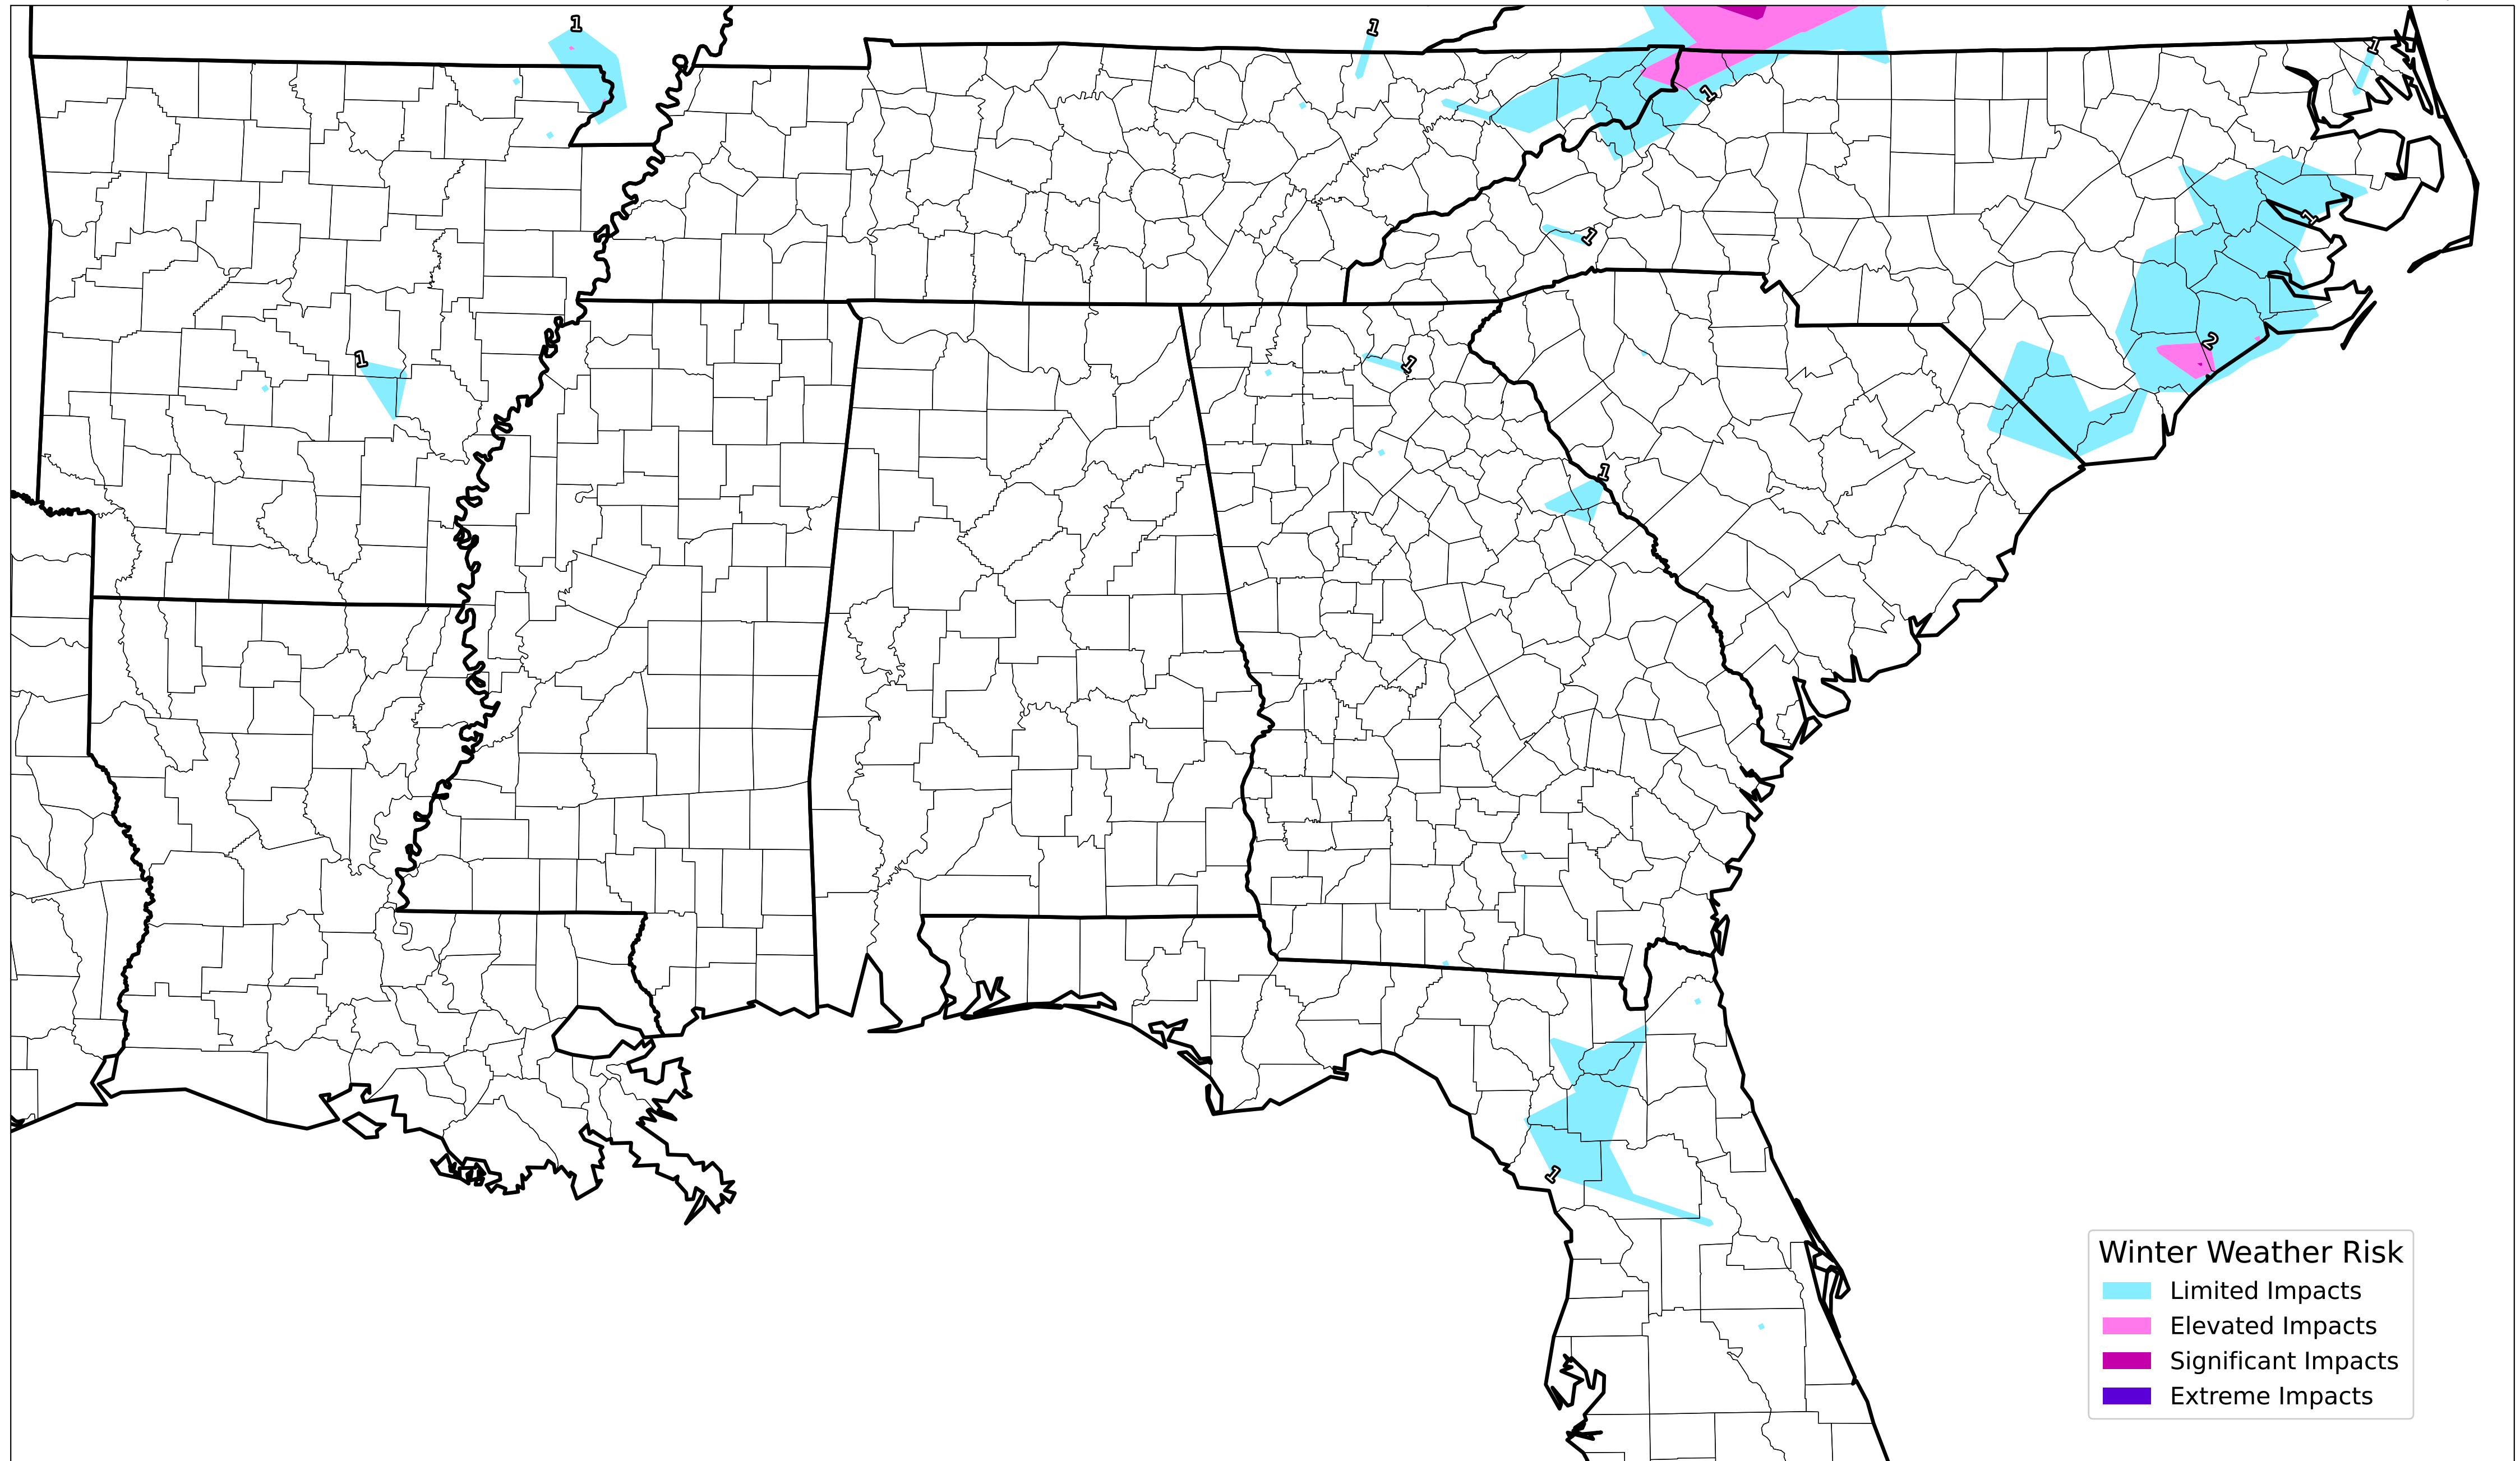 1
1
1
1
1
1
2
1
1
1
1
Winter Weather Risk
Limited Impacts
Elevated Impacts
Significant Impacts
Extreme Impacts